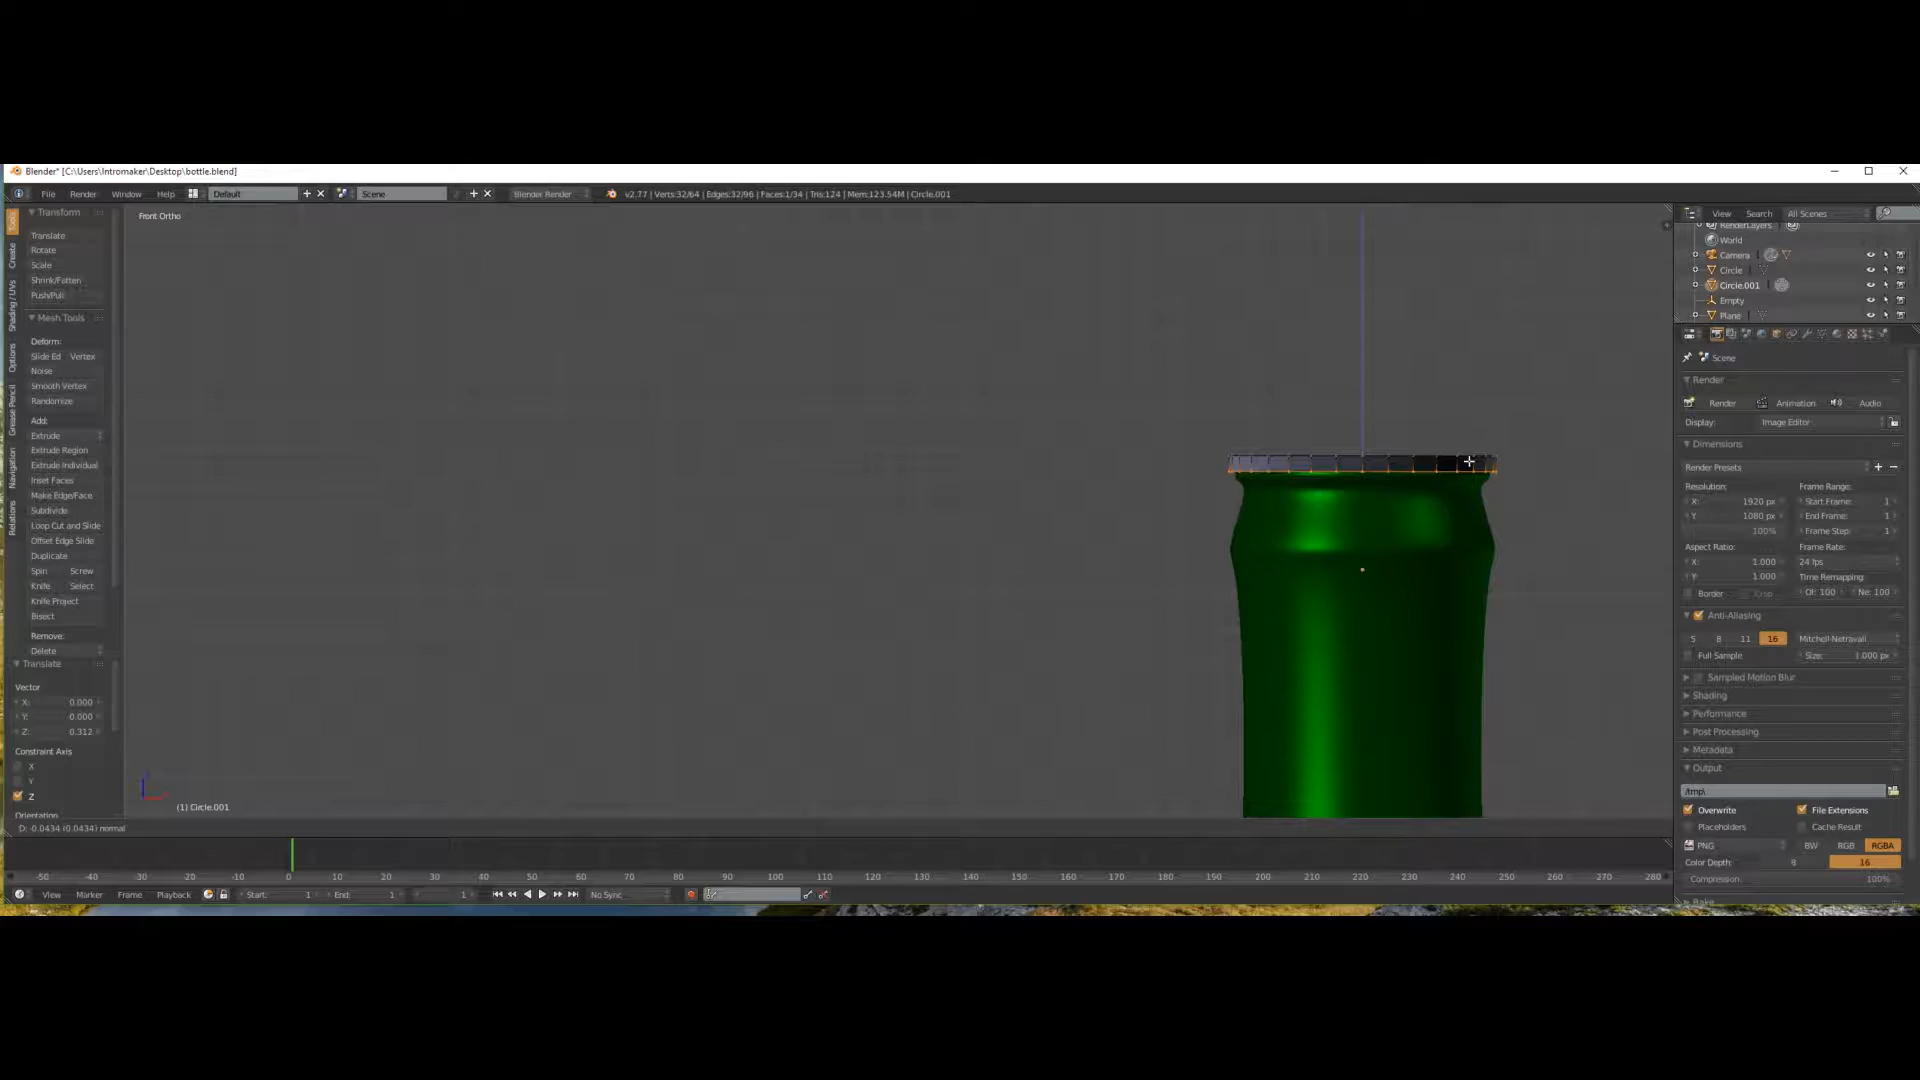 Blender* [C:\Users\Intromaker\Desktop\bottle.blend]
File Render Window Help Default Scene Blender Render v2.77 | Verts:32/64 | Edges:32/96 | Faces:1/34 | Tris:124 | Mem:123.54M | Circle.001
Front Ortho
Tools
Create
Shading / UVs
Options
Grease Pencil
Navigation
Relations
Transform
Translate
Rotate
Scale
Shrink/Fatten
Push/Pull
Mesh Tools
Deform:
Slide Ed Vertex
Noise
Smooth Vertex
Randomize
Add:
Extrude
Extrude Region
Extrude Individual
Inset Faces
Make Edge/Face
Subdivide
Loop Cut and Slide
Offset Edge Slide
Duplicate
Spin Screw
Knife Select
Knife Project
Bisect
Remove:
Delete
Translate
Vector
X: 0.000
Y: 0.000
Z: 0.312
Constraint Axis
X
Y
Z
Orientation
(1) Circle.001
D: -0.0434 (0.0434) normal
View Search All Scenes
RenderLayers
World
Camera
Circle
Circle.001
Empty
Plane
Scene
Render
Render Animation Audio
Display: Image Editor
Dimensions
Render Presets
Resolution: Frame Range:
X: 1920 px Start Frame: 1
Y: 1080 px End Frame: 1
100% Frame Step: 1
Aspect Ratio: Frame Rate:
X: 1.000 24 fps
Y: 1.000 Time Remapping:
Border Crop Ol: 100 Ne: 100
Anti-Aliasing
5 8 11 16 Mitchell-Netravali
Full Sample Size: 1.000 px
Sampled Motion Blur
Shading
Performance
Post Processing
Metadata
Output
/tmp\
Overwrite File Extensions
Placeholders Cache Result
PNG BW RGB RGBA
Color Depth: 8 16
Compression: 100%
Bake
-50 -40 -30 -20 -10 0 10 20 30 40 50 60 70 80 90 100 110 120 130 140 150 160 170 180 190 200 210 220 230 240 250 260 270 280
View Marker Frame Playback Start: 1 End: 1 1 No Sync